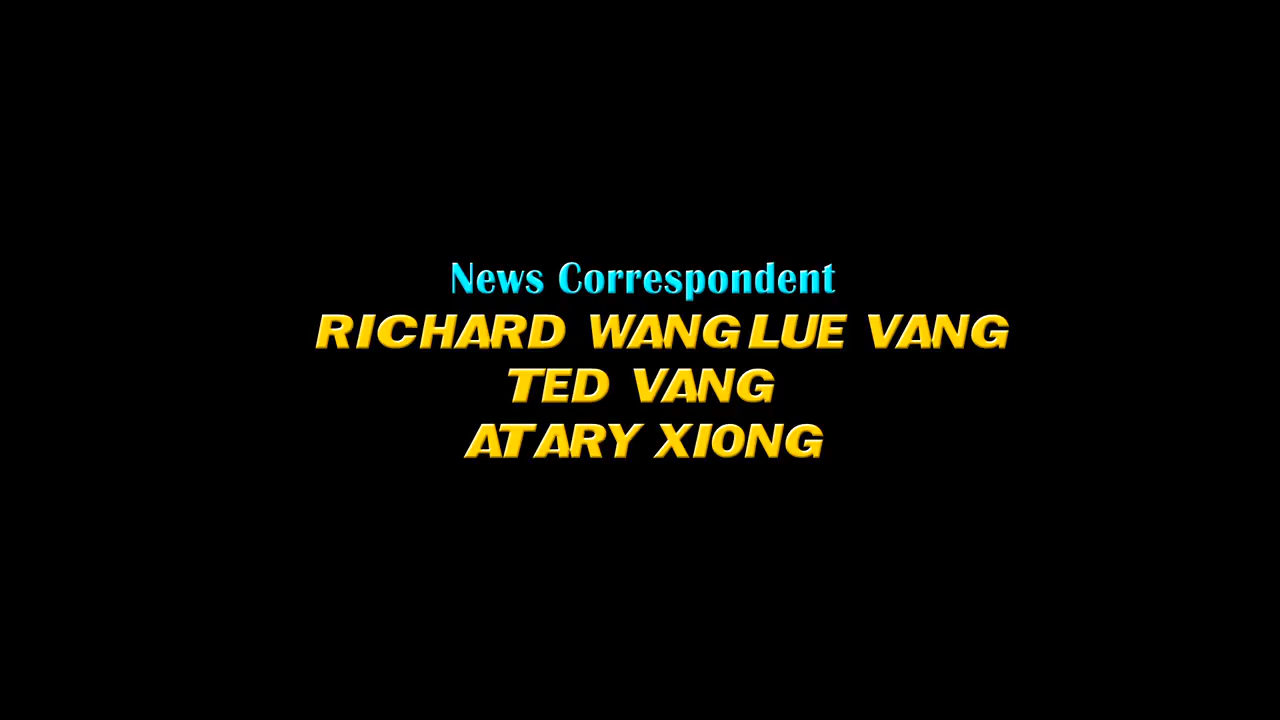 News Correspondent
RICHARD WANGLUE VANG
TED VANG
ATARY XIONG